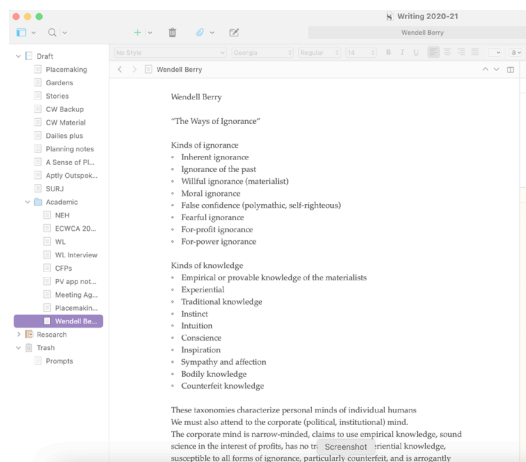 Writing 2020-21
Wendell Berry
No Style
Georgia
Regular
14
B I U
Draft
Placemaking
Gardens
Stories
CW Backup
CW Material
Dailies plus
Planning notes
A Sense of Pl...
Aptly Outspok...
SURJ
Academic
NEH
ECWCA 20...
WL
WL Interview
CFPs
PV app not...
Meeting Ag...
Placemakin...
Wendell Be...
Research
Trash
Prompts
Wendell Berry
Wendell Berry
“The Ways of Ignorance”
Kinds of ignorance
• Inherent ignorance
• Ignorance of the past
• Willful ignorance (materialist)
• Moral ignorance
• False confidence (polymathic, self-righteous)
• Fearful ignorance
• For-profit ignorance
• For-power ignorance
Kinds of knowledge
• Empirical or provable knowledge of the materialists
• Experiential
• Traditional knowledge
• Instinct
• Intuition
• Conscience
• Inspiration
• Sympathy and affection
• Bodily knowledge
• Counterfeit knowledge
These taxonomies characterize personal minds of individual humans
We must also attend to the corporate (political, institutional) mind.
The corporate mind is narrow-minded, claims to use empirical knowledge, sound
science in the interest of profits, has no tr Screenshot riential knowledge,
susceptible to all forms of ignorance, particularly counterfeit, and is arrogantly